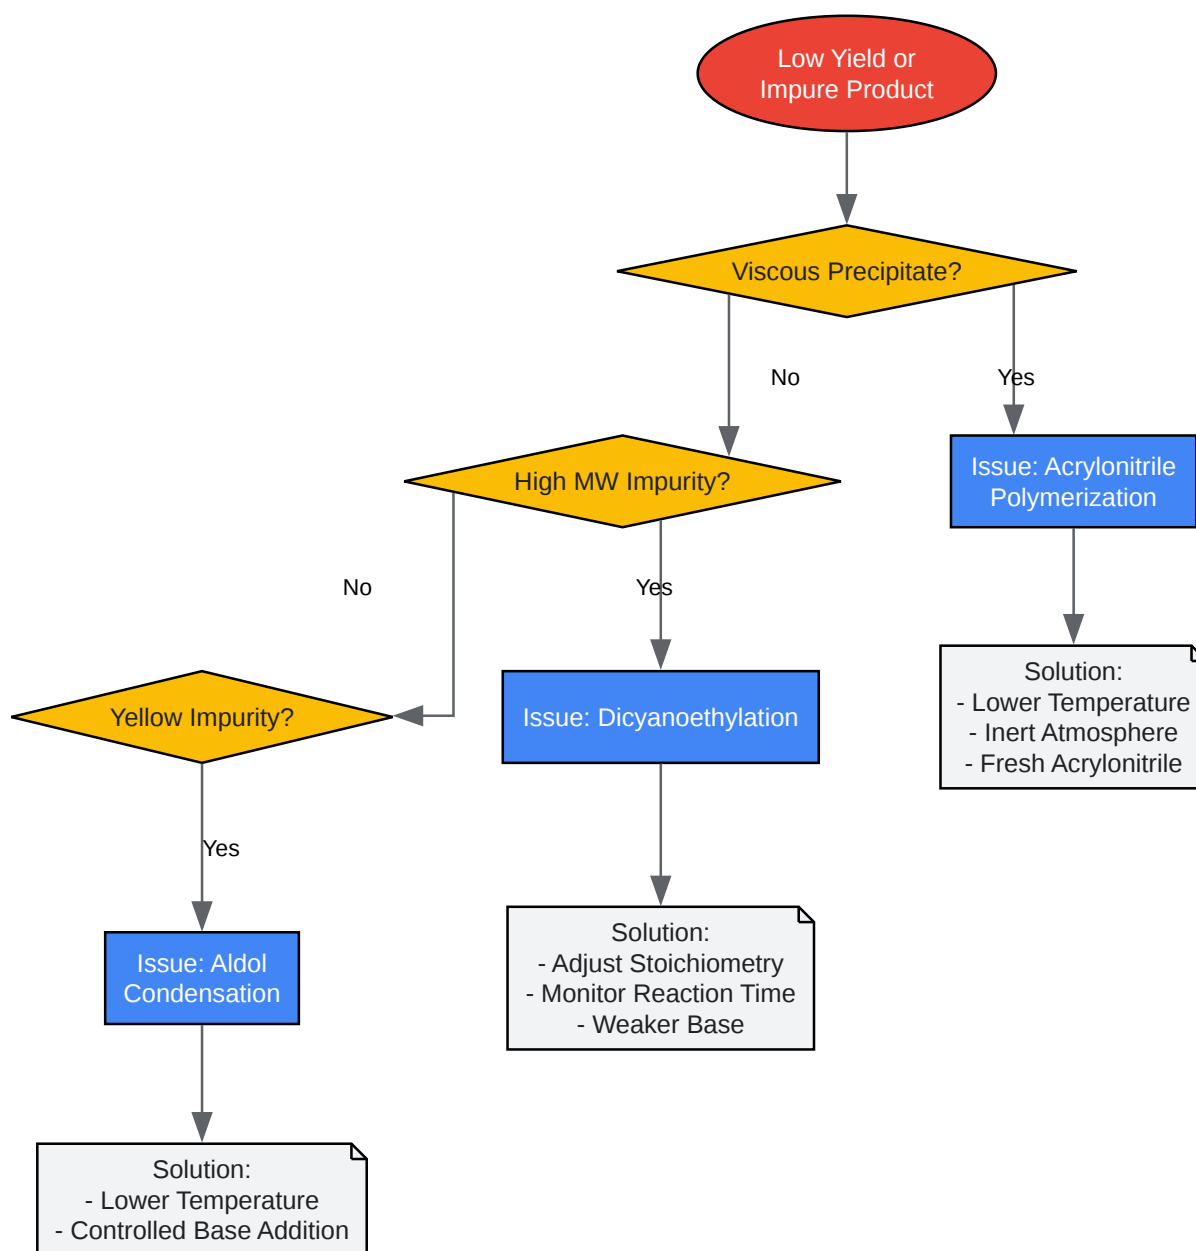 Low Yield or
Impure Product
Viscous Precipitate?
No
Yes
High MW Impurity?
Issue: Acrylonitrile
Polymerization
No
Yes
Solution:
- Lower Temperature
- Inert Atmosphere
- Fresh Acrylonitrile
Yellow Impurity?
Issue: Dicyanoethylation
Yes
Solution:
- Adjust Stoichiometry
- Monitor Reaction Time
- Weaker Base
Issue: Aldol
Condensation
Solution:
- Lower Temperature
- Controlled Base Addition